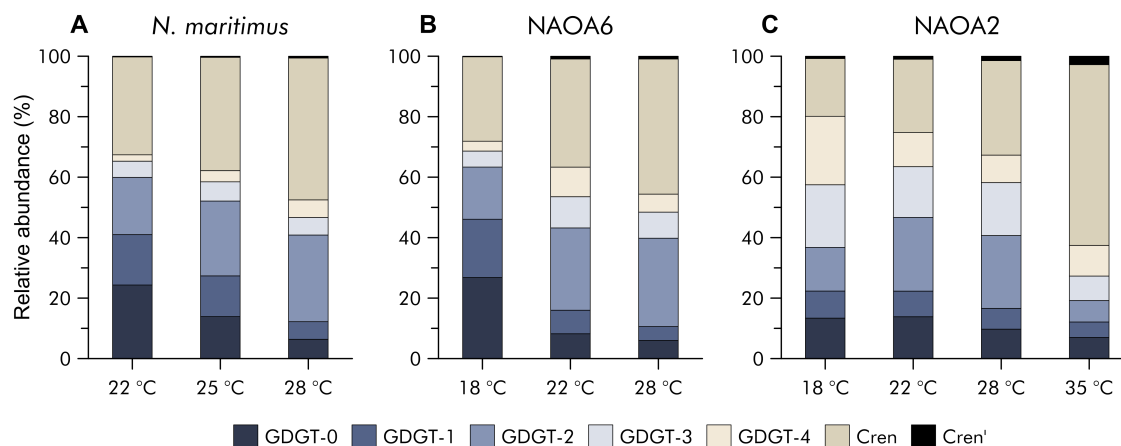 A N. maritimus B NAOA6 C NAOA2
Relative abundance (%)
100 100 100
80 80 80
60 60 60
40 40 40
20 20 20
0 0 0
22 °C 25 °C 28 °C 18 °C 22 °C 28 °C 18 °C 22 °C 28 °C 35 °C
GDGT-0 GDGT-1 GDGT-2 GDGT-3 GDGT-4 Cren Cren'